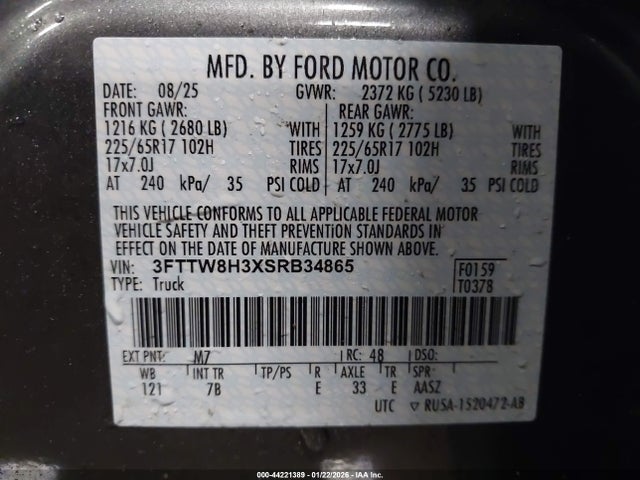 MFD. BY FORD MOTOR CO.
DATE: 08/25 GVWR: 2372 KG ( 5230 LB)
FRONT GAWR: REAR GAWR:
1216 KG ( 2680 LB) WITH 1259 KG ( 2775 LB) WITH
225/65R17 102H TIRES 225/65R17 102H TIRES
17x7.0J RIMS 17x7.0J RIMS
AT 240 kPa/ 35 PSI COLD AT 240 kPa/ 35 PSI COLD
THIS VEHICLE CONFORMS TO ALL APPLICABLE FEDERAL MOTOR
VEHICLE SAFETY AND THEFT PREVENTION STANDARDS IN
EFFECT ON THE DATE OF MANUFACTURE SHOWN ABOVE.
VIN: 3FTTW8H3XSRB34865 F0159
TYPE: Truck T0378
EXT PNT: M7 RC: 48 DSO:
WB INT TR TP/PS R AXLE TR SPR
121 7B E 33 E AASZ
UTC ▽ RU5A-1520472-AB
000-44221389 - 01/22/2026 - IAA Inc.